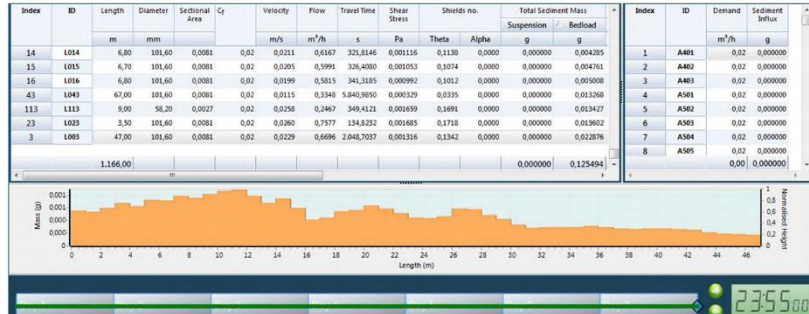 Index ID Length Diameter Sectional Area Cf Velocity Flow Travel Time Shear Stress Shields no. Total Sediment Mass
Suspension Bedload
m mm m/s m³/h s Pa Theta Alpha g g
14 L014 6,80 101,60 0,0081 0,02 0,0211 0,6167 321,8146 0,001116 0,1138 0,0000 0,000000 0,004285
15 L015 6,70 101,60 0,0081 0,02 0,0205 0,5991 326,4080 0,001053 0,1074 0,0000 0,000000 0,004761
16 L016 6,80 101,60 0,0081 0,02 0,0199 0,5815 341,3185 0,000992 0,1012 0,0000 0,000000 0,005008
43 L043 67,00 101,60 0,0081 0,02 0,0115 0,3348 5.840,9850 0,000329 0,0335 0,0000 0,000000 0,013268
113 L113 9,00 58,20 0,0027 0,02 0,0258 0,2467 349,4121 0,001659 0,1691 0,0000 0,000000 0,013427
23 L023 3,50 101,60 0,0081 0,02 0,0260 0,7577 134,8232 0,001685 0,1718 0,0000 0,000000 0,013602
3 L003 47,00 101,60 0,0081 0,02 0,0229 0,6696 2.048,7037 0,001316 0,1342 0,0000 0,000000 0,022876
1.166,00 0,000000 0,125494
Index ID Demand Sediment Influx
m³/h g
1 A401 0,02 0,000000
2 A402 0,02 0,000000
3 A403 0,02 0,000000
4 A501 0,02 0,000000
5 A502 0,02 0,000000
6 A503 0,02 0,000000
7 A504 0,02 0,000000
8 A505 0,02 0,000000
0,00 0,000000
Mass (g)
0,001
0,001
0,000
0,000
0
1
0,8
0,6
0,4
0,2
0
Normalised Height
0 2 4 6 8 10 12 14 16 18 20 22 24 26 28 30 32 34 36 38 40 42 44 46
Length (m)
23:55 00